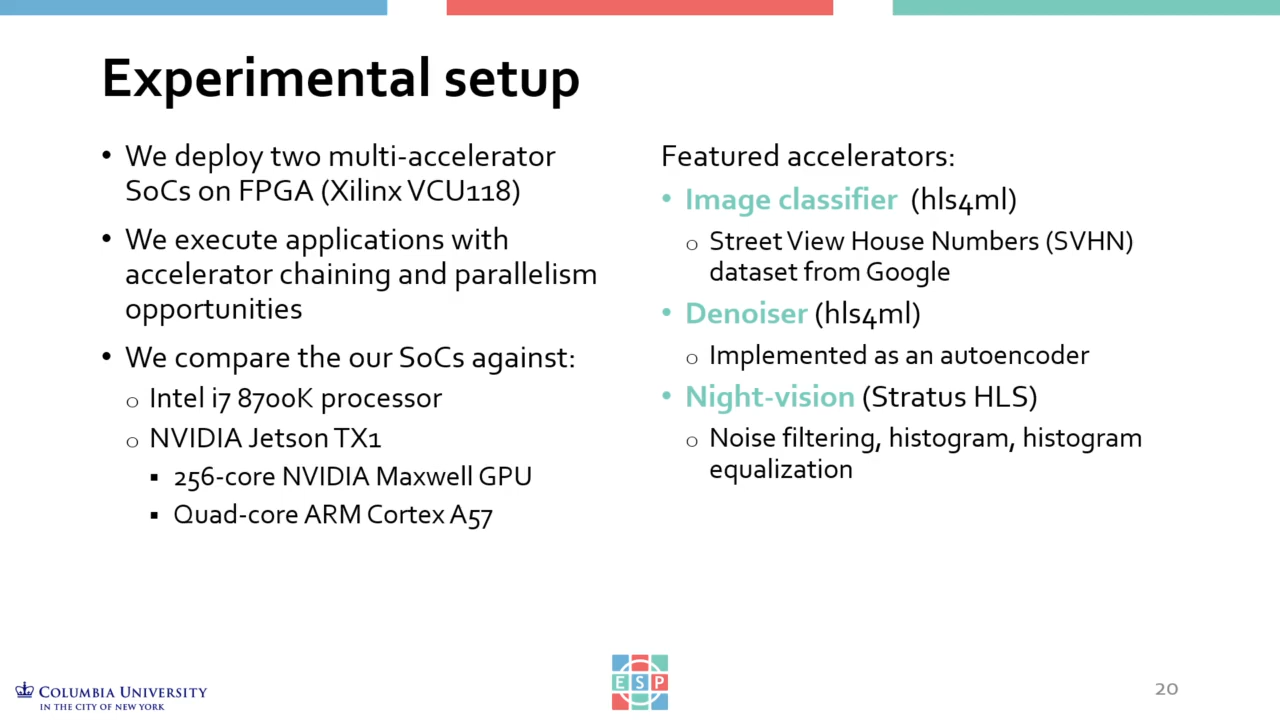 Experimental setup
• We deploy two multi-accelerator
SoCs on FPGA (Xilinx VCU118)
• We execute applications with
accelerator chaining and parallelism
opportunities
• We compare the our SoCs against:
o Intel i7 8700K processor
o NVIDIA Jetson TX1
▪ 256-core NVIDIA Maxwell GPU
▪ Quad-core ARM Cortex A57
Featured accelerators:
• Image classifier (hls4ml)
o Street View House Numbers (SVHN)
dataset from Google
• Denoiser (hls4ml)
o Implemented as an autoencoder
• Night-vision (Stratus HLS)
o Noise filtering, histogram, histogram
equalization
COLUMBIA UNIVERSITY
IN THE CITY OF NEW YORK
ESP
20